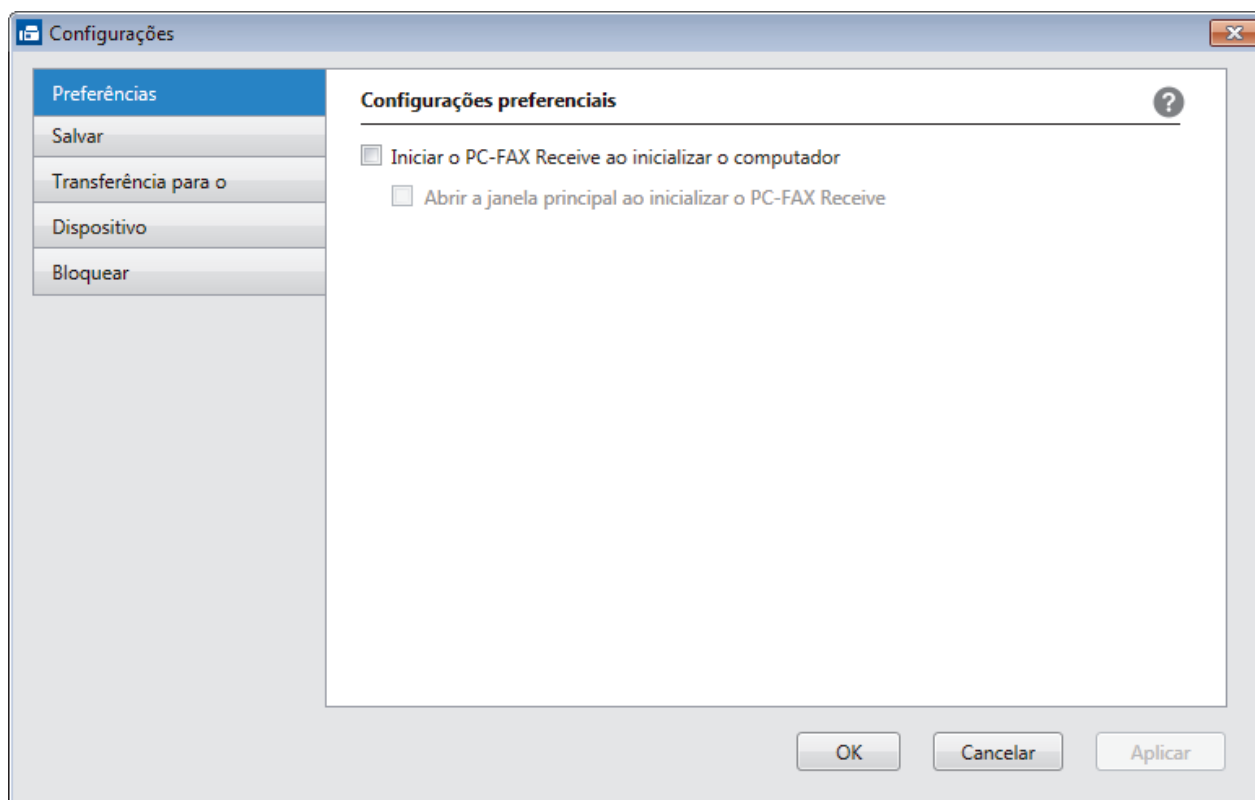 Configurações
Preferências
Salvar
Transferência para o
Dispositivo
Bloquear
Configurações preferenciais
?
Iniciar o PC-FAX Receive ao inicializar o computador
Abrir a janela principal ao inicializar o PC-FAX Receive
OK
Cancelar
Aplicar